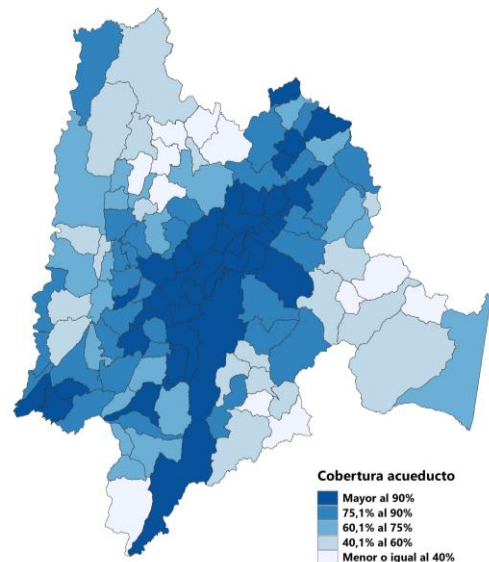 Cobertura acueducto
Mayor al 90%
75,1% al 90%
60,1% al 75%
40,1% al 60%
Menor o igual al 40%